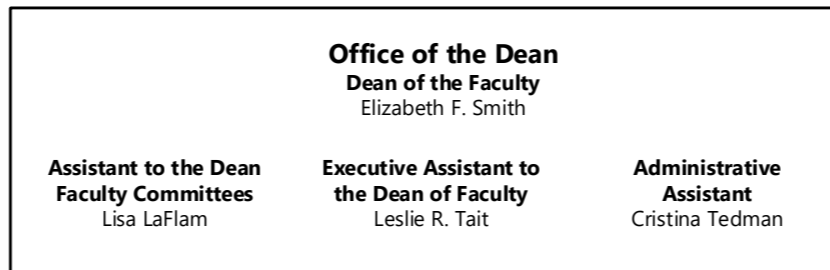 Office of the Dean
Dean of the Faculty
Elizabeth F. Smith
Assistant to the Dean
Faculty Committees
Lisa LaFlam
Executive Assistant to
the Dean of Faculty
Leslie R. Tait
Administrative
Assistant
Cristina Tedman